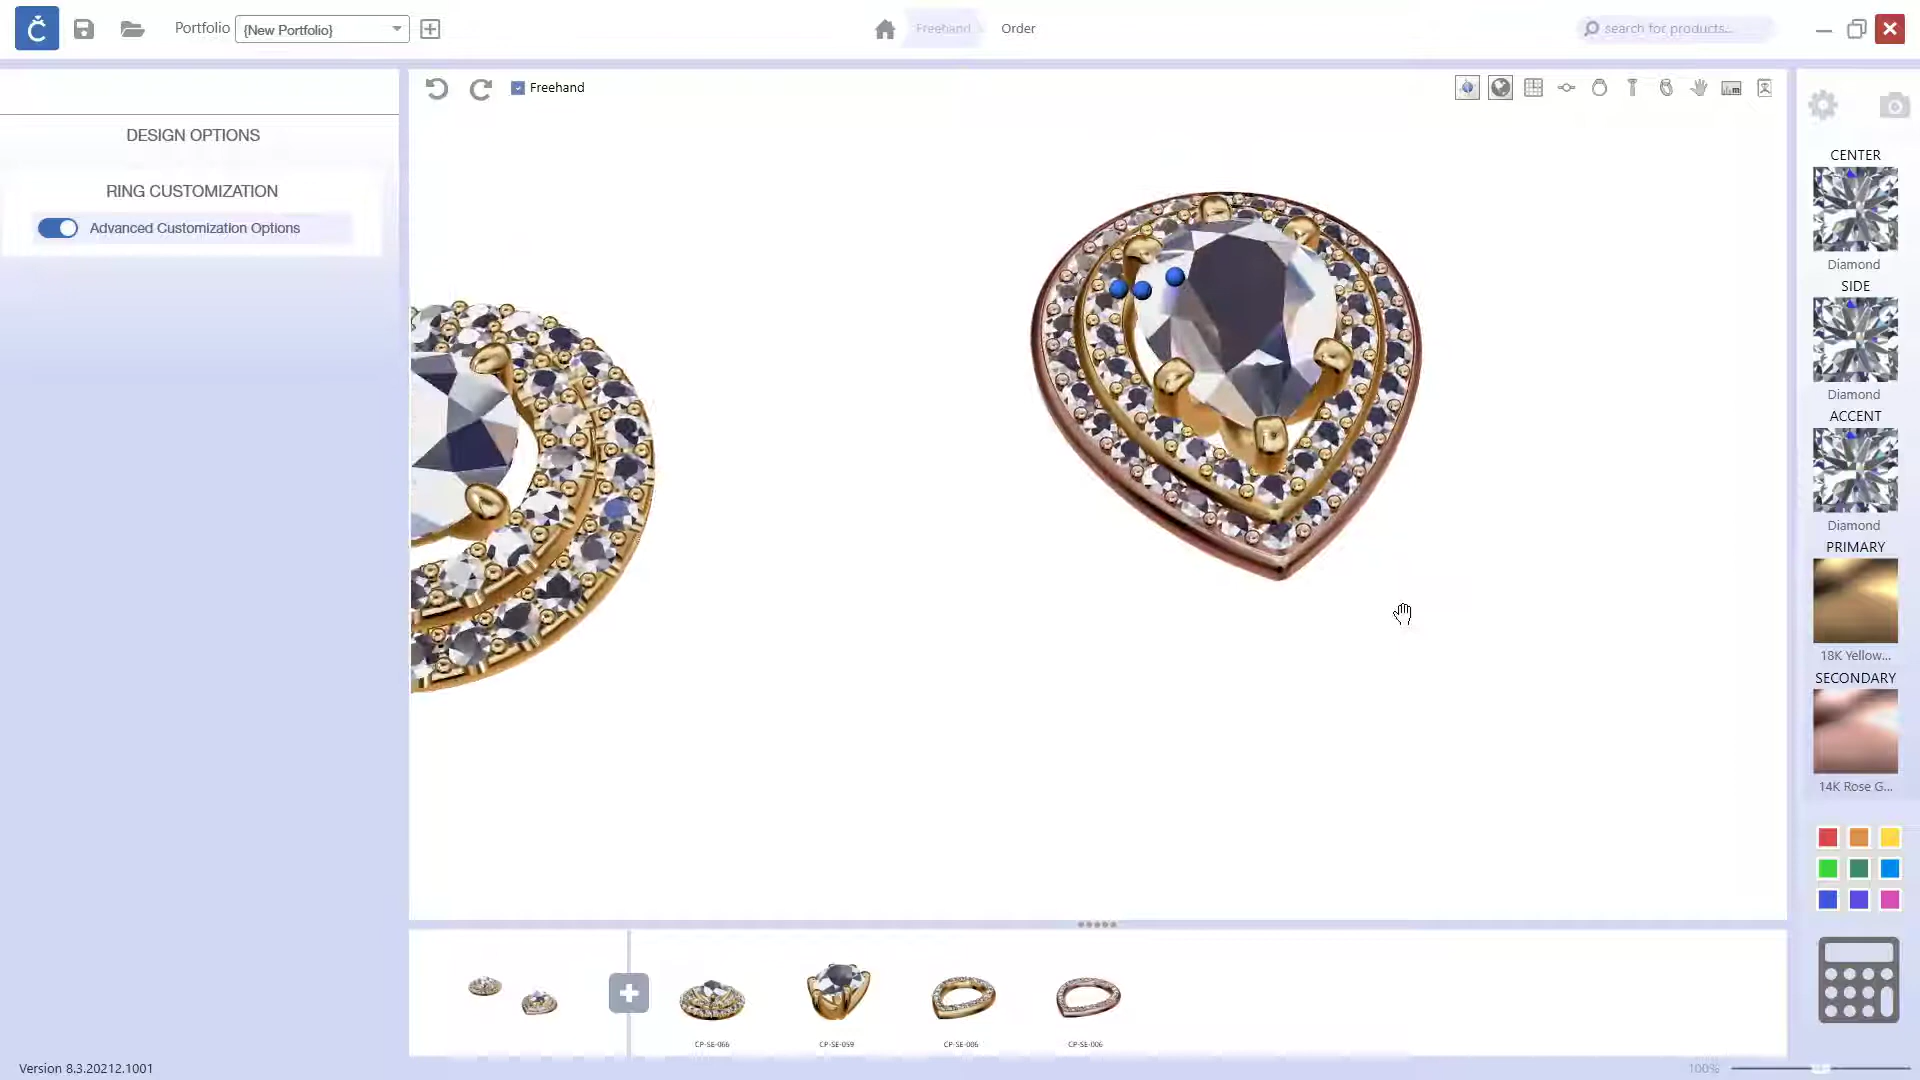 Portfolio
{New Portfolio}
Freehand
Order
search for products...
DESIGN OPTIONS
RING CUSTOMIZATION
Advanced Customization Options
Freehand
CENTER
Diamond
SIDE
Diamond
ACCENT
Diamond
PRIMARY
18K Yellow...
SECONDARY
14K Rose G...
CP-SE-066
CP-SE-059
CP-SE-006
CP-SE-006
Version 8.3.20212.1001
100%